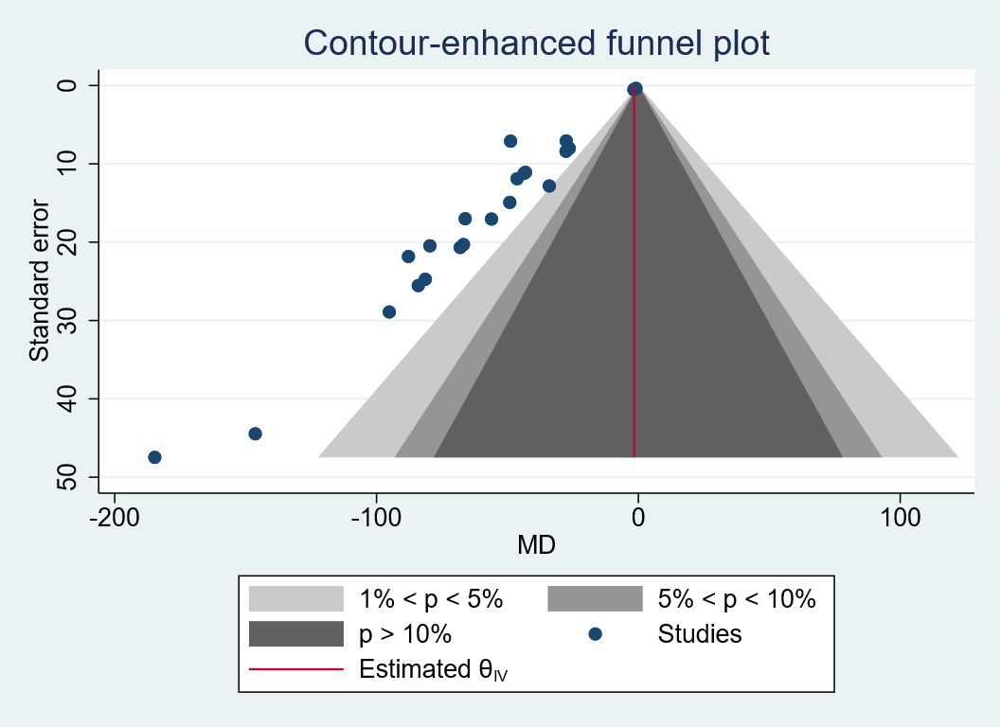 Contour-enhanced funnel plot
0
10
20
30
40
50
Standard error
-200
-100
0
100
MD
1% < p < 5%
5% < p < 10%
p > 10%
Studies
Estimated θIV